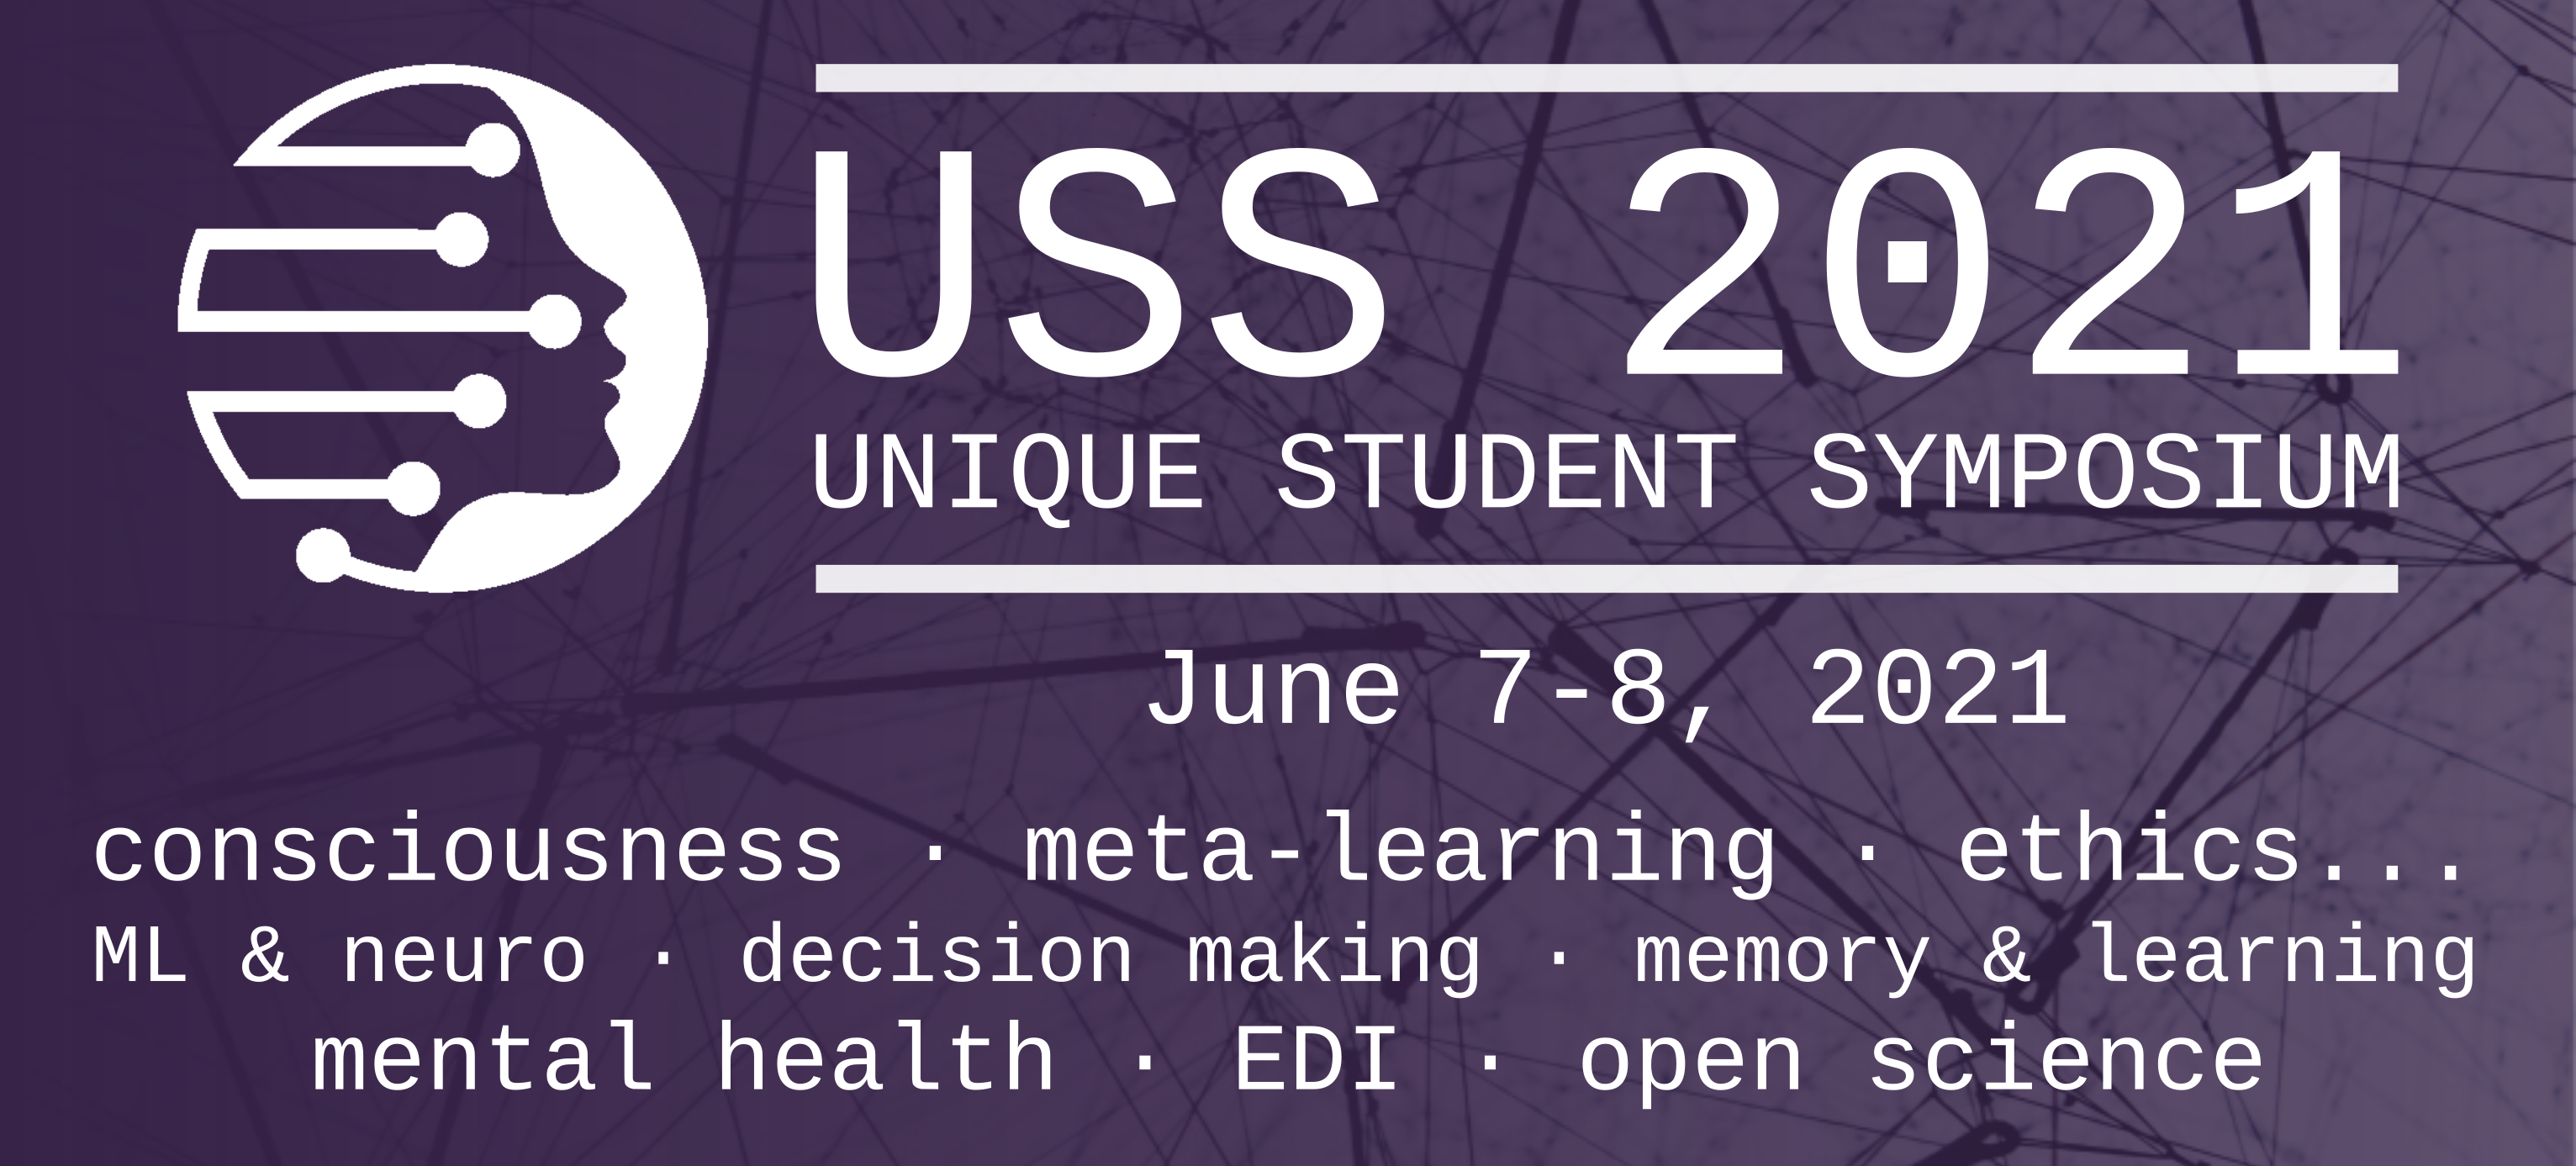 USS 2021
UNIQUE STUDENT SYMPOSIUM
June 7-8, 2021
consciousness · meta-learning · ethics...
ML & neuro · decision making · memory & learning
mental health · EDI · open science